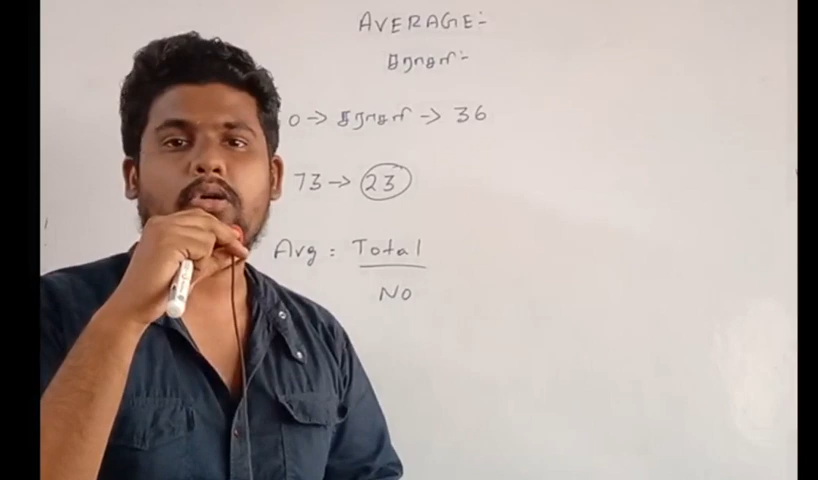 AVERAGE:-
சராசரி:-
0 → சராசரி → 36
73 → 23
Avg : Total
No